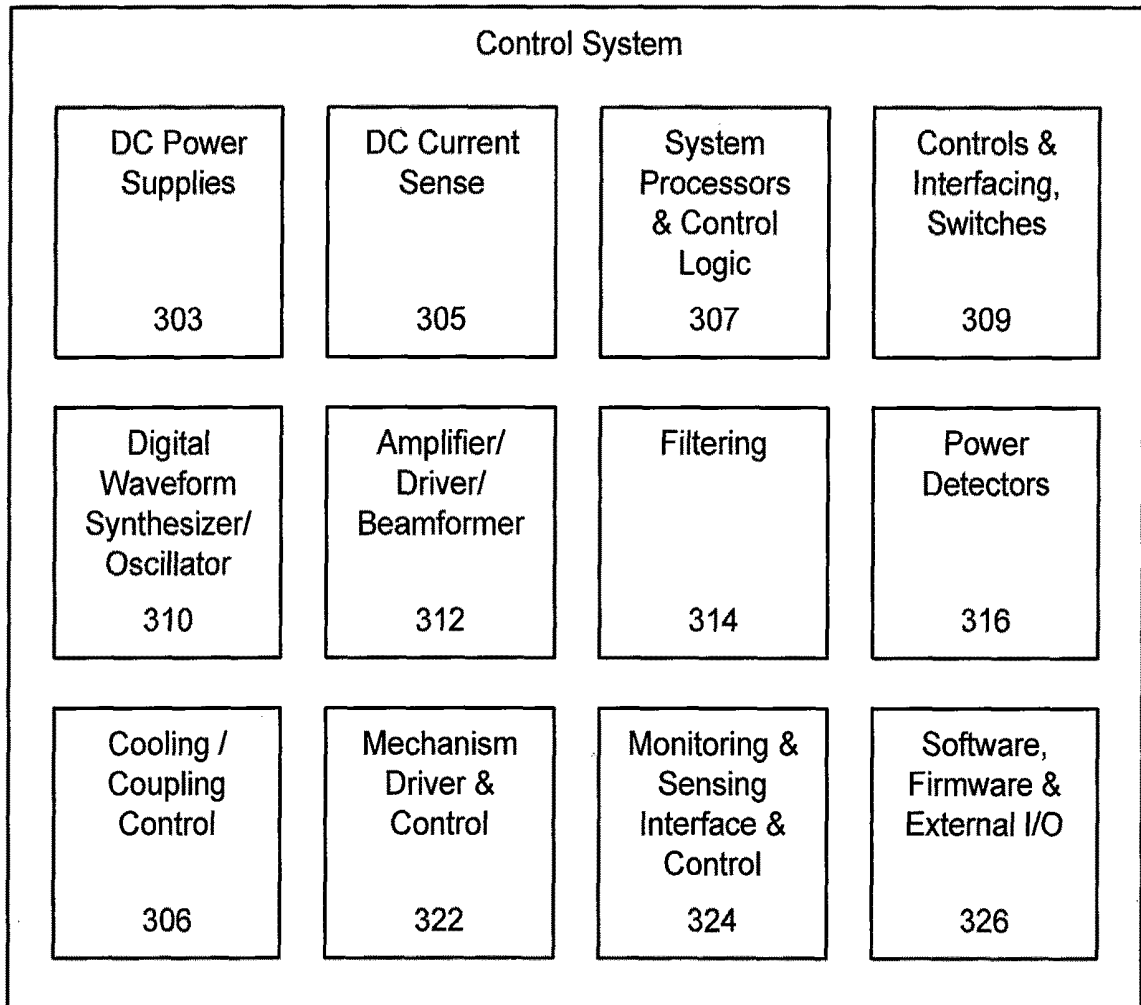 Control System
DC Power
Supplies
303
DC Current
Sense
305
System
Processors
& Control
Logic
307
Controls &
Interfacing,
Switches
309
Digital
Waveform
Synthesizer/
Oscillator
310
Amplifier/
Driver/
Beamformer
312
Filtering
314
Power
Detectors
316
Cooling /
Coupling
Control
306
Mechanism
Driver &
Control
322
Monitoring &
Sensing
Interface &
Control
324
Software,
Firmware &
External I/O
326